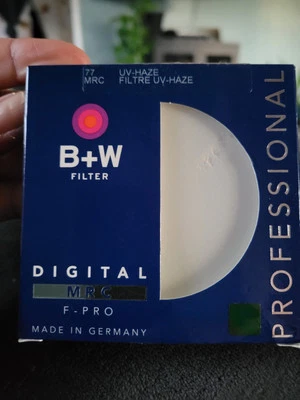 77 UV-HAZE
MRC FILTRE UV-HAZE
B+W
FILTER
DIGITAL
MRC
F-PRO
MADE IN GERMANY
PROFESSIONAL